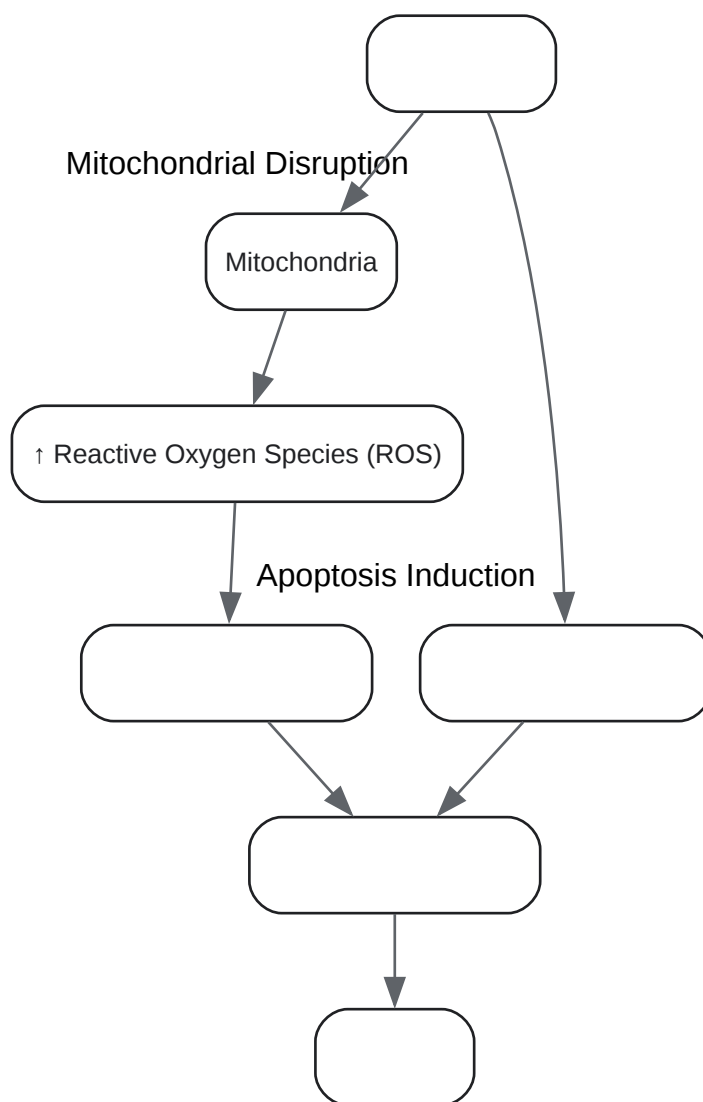 Mitochondrial Disruption
Mitochondria
↑ Reactive Oxygen Species (ROS)
Apoptosis Induction